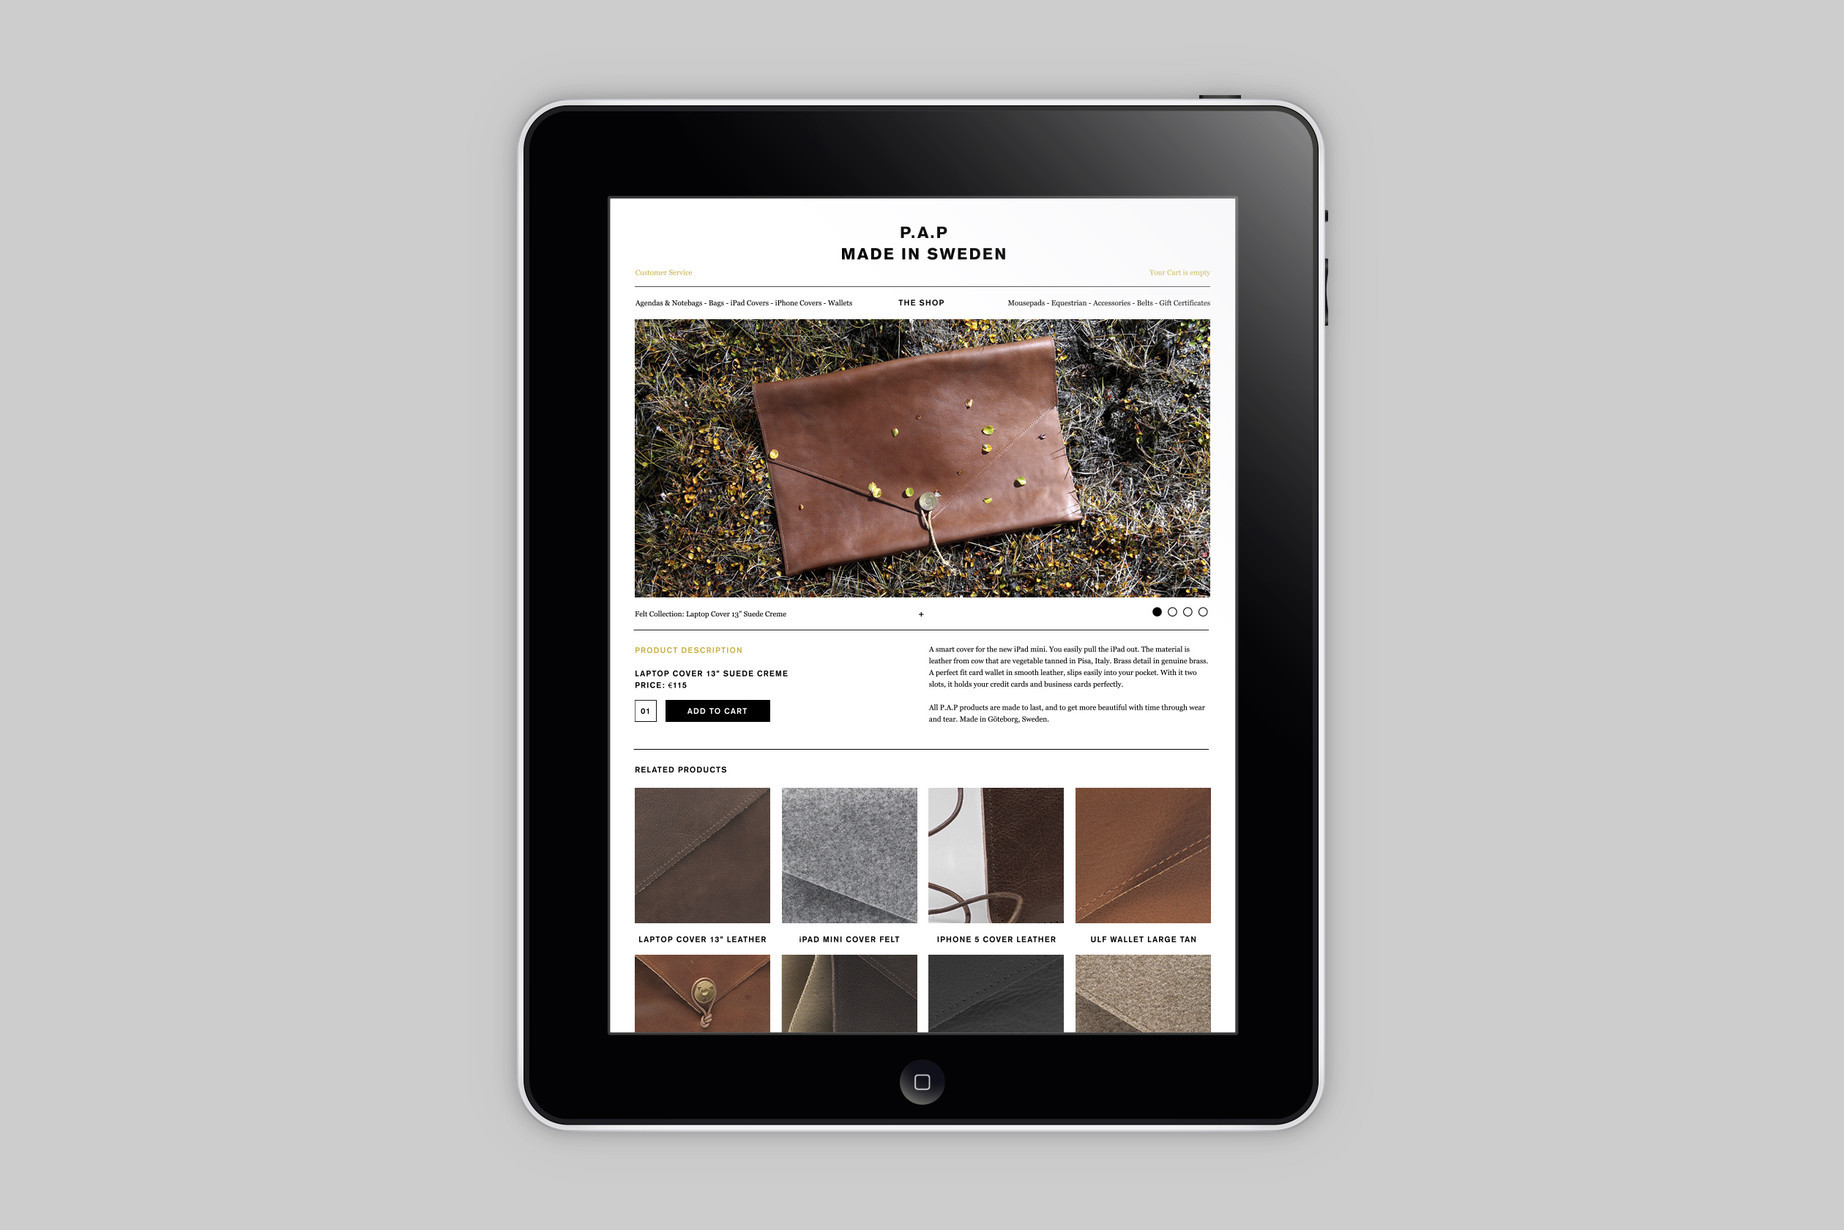 P.A.P
MADE IN SWEDEN
Customer Service
Your Cart is empty
Agendas & Notebags - Bags - iPad Covers - iPhone Covers - Wallets
THE SHOP
Mousepads - Equestrian - Accessories - Belts - Gift Certificates
Felt Collection: Laptop Cover 13" Suede Creme
+
PRODUCT DESCRIPTION
LAPTOP COVER 13" SUEDE CREME
PRICE: €115
01
ADD TO CART
A smart cover for the new iPad mini. You easily pull the iPad out. The material is
leather from cow that are vegetable tanned in Pisa, Italy. Brass detail in genuine brass.
A perfect fit card wallet in smooth leather, slips easily into your pocket. With it two
slots, it holds your credit cards and business cards perfectly.
All P.A.P products are made to last, and to get more beautiful with time through wear
and tear. Made in Göteborg, Sweden.
RELATED PRODUCTS
LAPTOP COVER 13" LEATHER
iPAD MINI COVER FELT
IPHONE 5 COVER LEATHER
ULF WALLET LARGE TAN